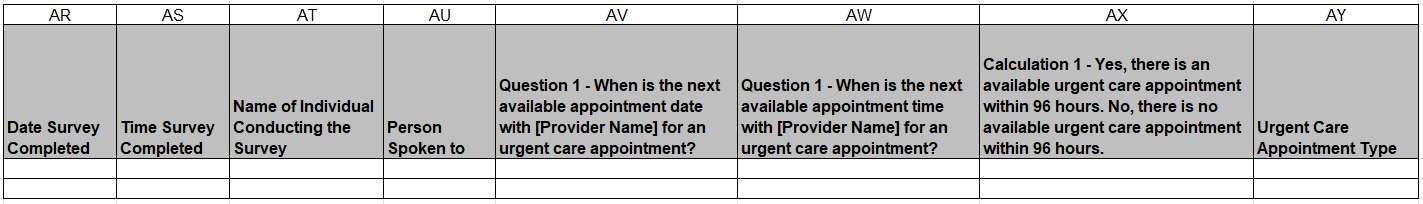 AR AS AT AU AV AW AX AY
Date Survey
Completed
Time Survey
Completed
Name of Individual
Conducting the
Survey
Person
Spoken to
Question 1 - When is the next
available appointment date
with [Provider Name] for an
urgent care appointment?
Question 1 - When is the next
available appointment time
with [Provider Name] for an
urgent care appointment?
Calculation 1 - Yes, there is an
available urgent care appointment
within 96 hours. No, there is no
available urgent care appointment
within 96 hours.
Urgent Care
Appointment Type